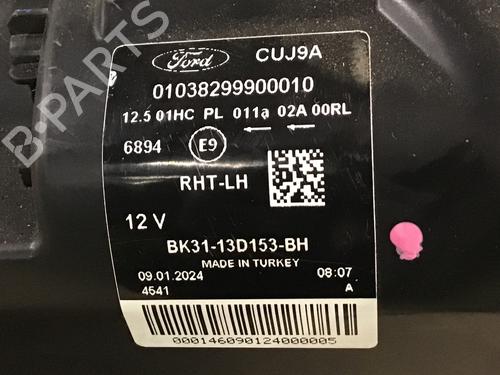 Ford CUJ9A
01038299900010
12.5 01HC PL 011a 02A 00RL
6894 E9
RHT-LH
12 V
BK31-13D153-BH
MADE IN TURKEY
09.01.2024 08:07
4541 A
000146090124000005
B-PARTS